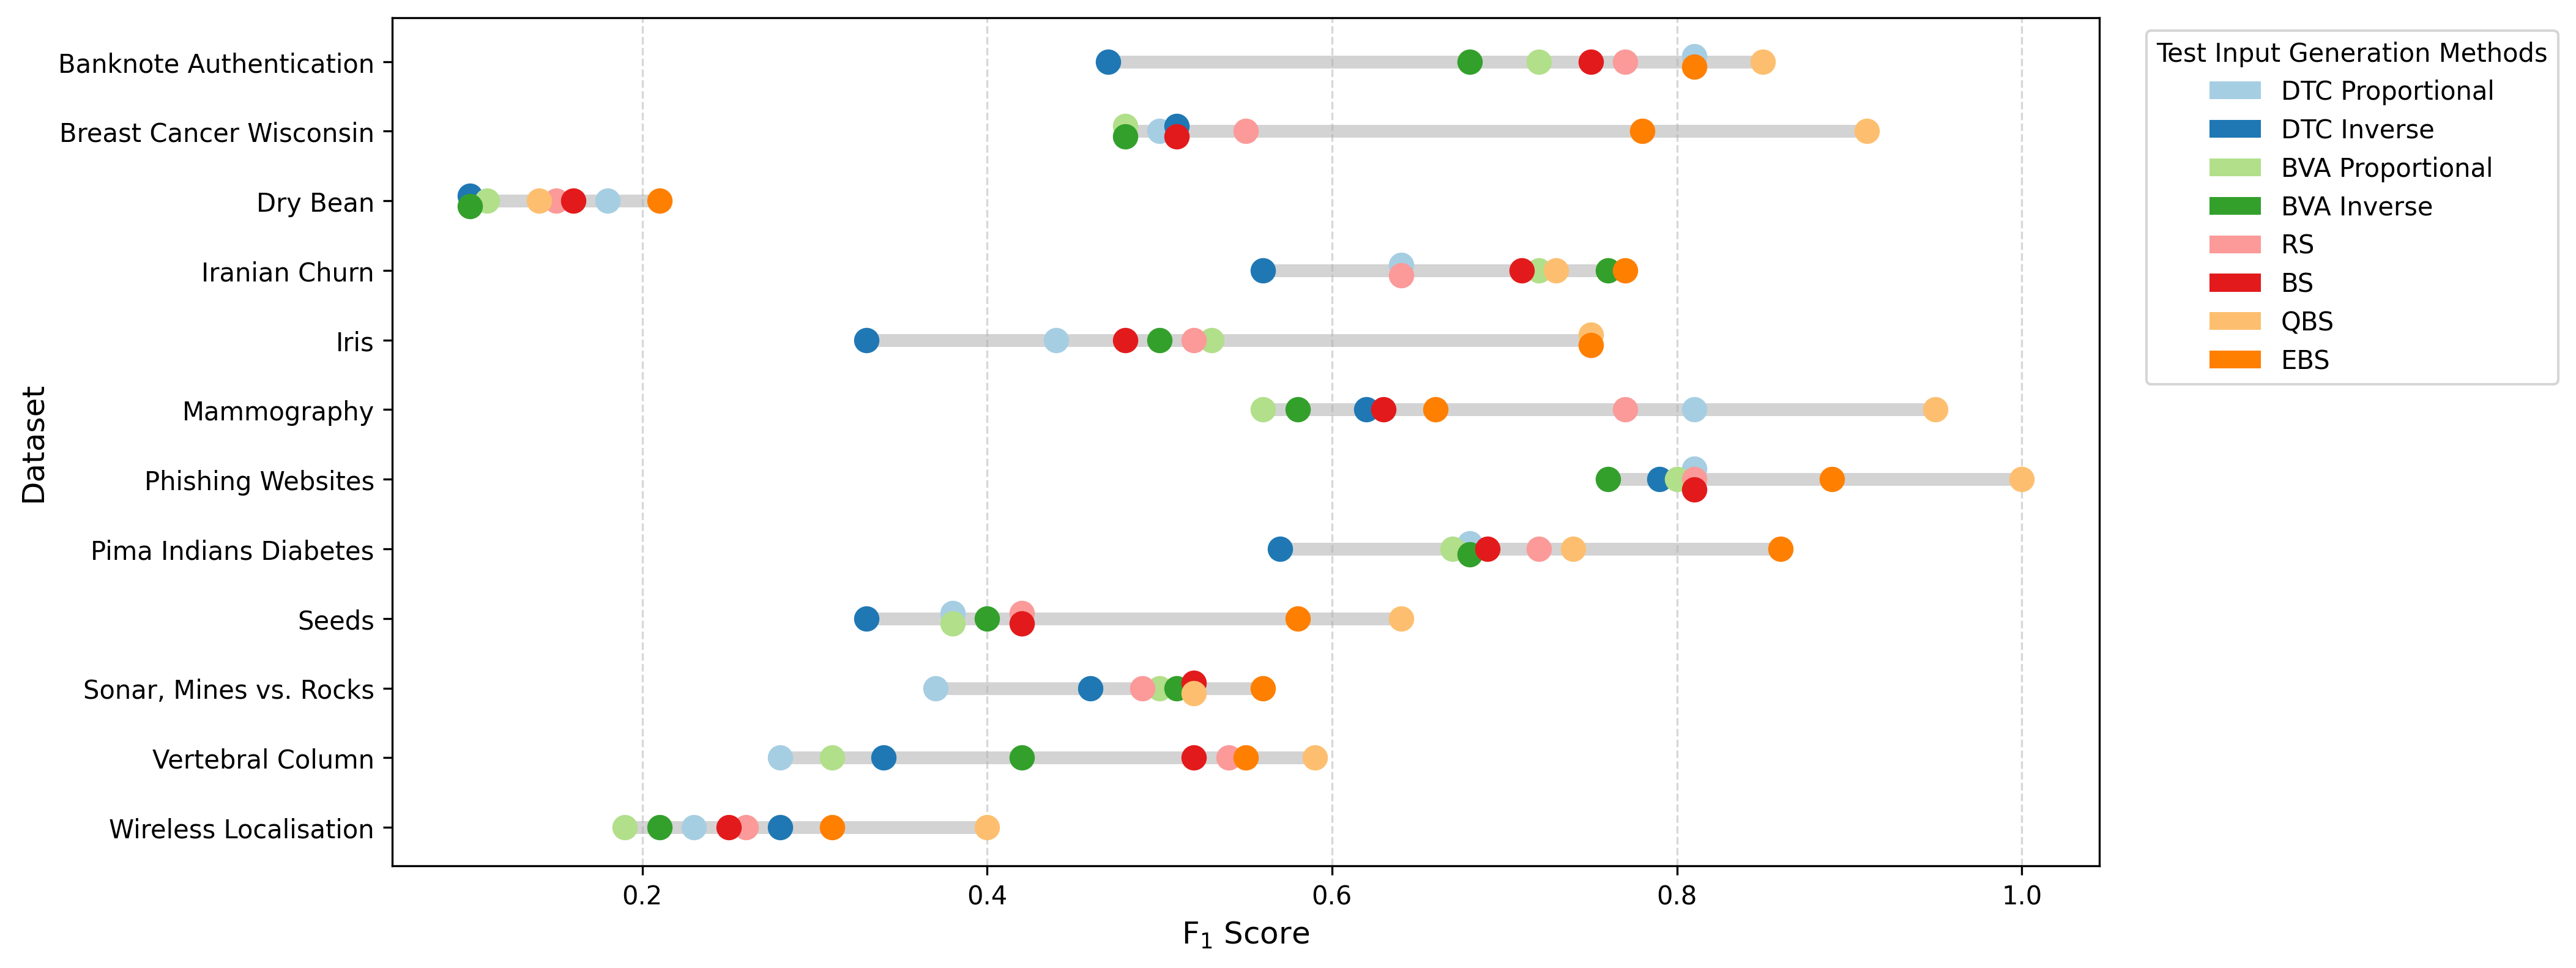 Banknote Authentication
Breast Cancer Wisconsin
Dry Bean
Iranian Churn
Iris
Mammography
Phishing Websites
Pima Indians Diabetes
Seeds
Sonar, Mines vs. Rocks
Vertebral Column
Wireless Localisation
Dataset
0.2
0.4
0.6
0.8
1.0
F₁ Score
Test Input Generation Methods
DTC Proportional
DTC Inverse
BVA Proportional
BVA Inverse
RS
BS
QBS
EBS